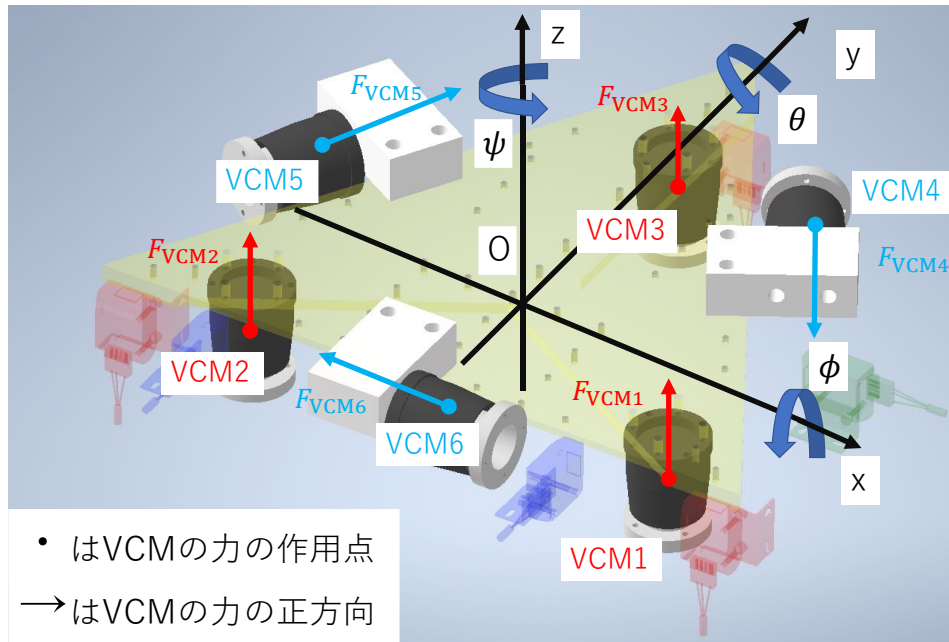 z
y
F_VCM5
F_VCM3
θ
ψ
VCM5
VCM4
VCM3
F_VCM2
O
F_VCM4
VCM2
F_VCM6
F_VCM1
ϕ
VCM6
x
VCM1
・はVCMの力の作用点
→はVCMの力の正方向